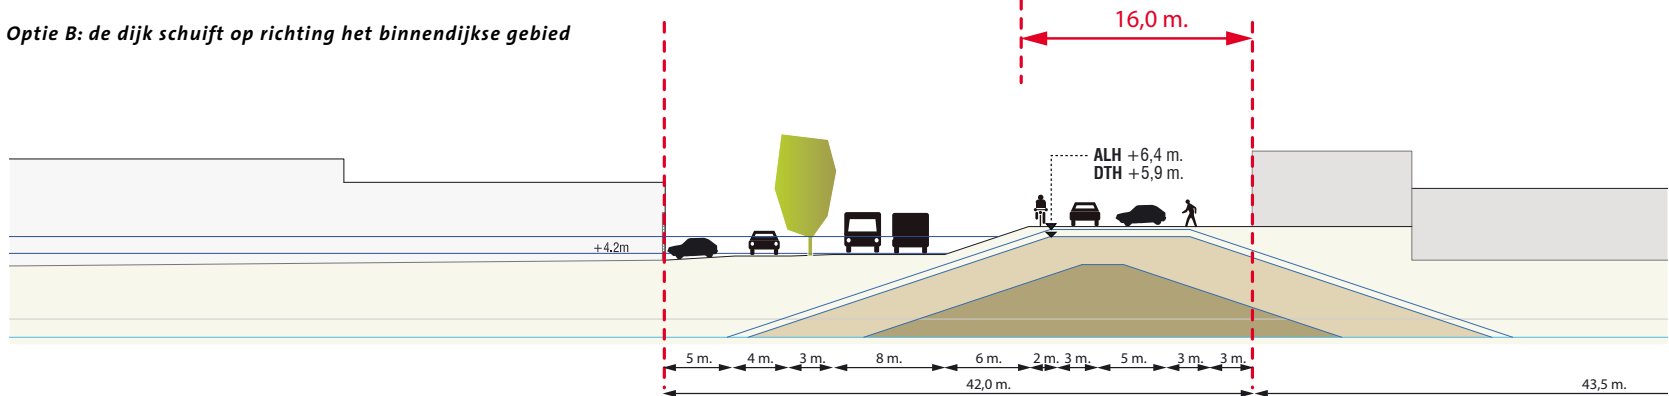 16,0 m.
Optie B: de dijk schuift op richting het binnendijkse gebied
ALH +6,4 m.
DTH +5,9 m.
+4.2m
5 m. 4 m. 3 m. 8 m. 6 m. 2 m. 3 m. 5 m. 3 m. 3 m.
42,0 m. 43,5 m.